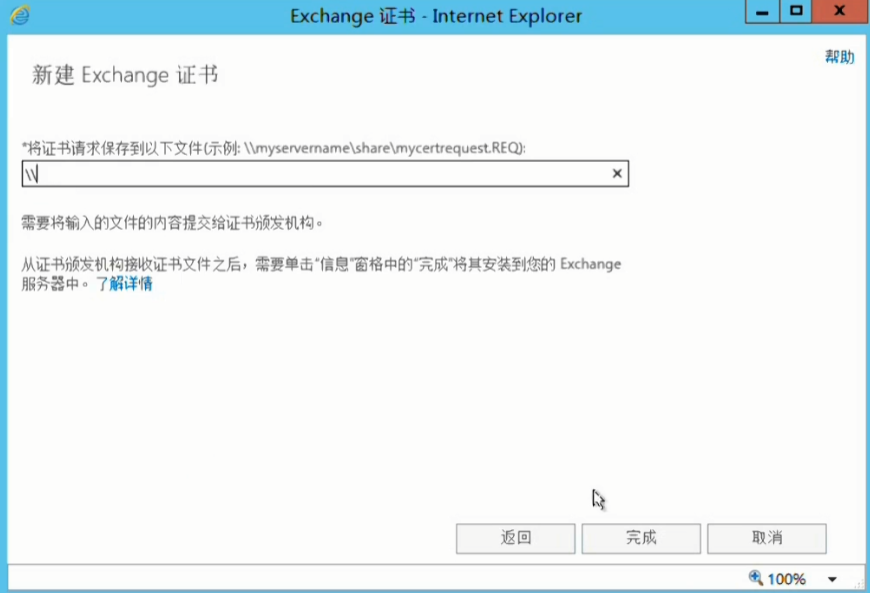 Exchange 证书 - Internet Explorer
帮助
新建 Exchange 证书
*将证书请求保存到以下文件(示例: \\myservername\share\mycertrequest.REQ):
\\
需要将输入的文件的内容提交给证书颁发机构。
从证书颁发机构接收证书文件之后，需要单击"信息"窗格中的"完成"将其安装到您的 Exchange
服务器中。了解详情
返回
完成
取消
100%